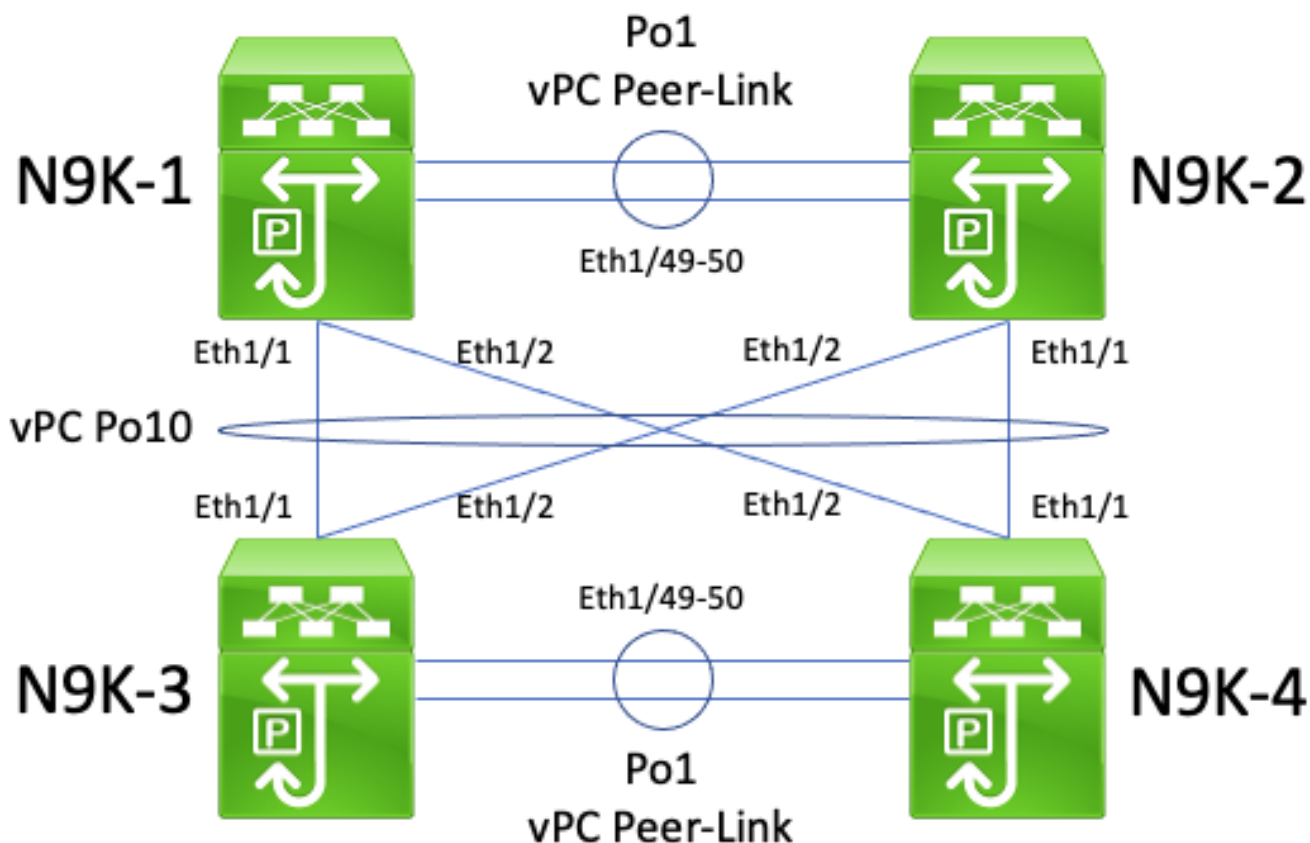 Po1
vPC Peer-Link
N9K-1
N9K-2
P
P
Eth1/49-50
Eth1/1
Eth1/2
Eth1/2
Eth1/1
vPC Po10
Eth1/1
Eth1/2
Eth1/2
Eth1/1
Eth1/49-50
N9K-3
N9K-4
P
P
Po1
vPC Peer-Link